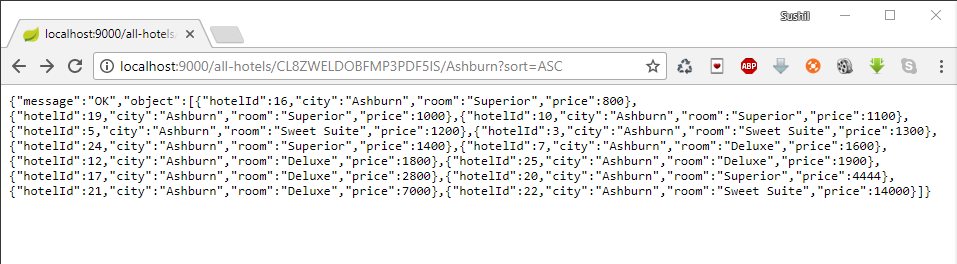 Sushil
localhost:9000/all-hotels/
localhost:9000/all-hotels/CL8ZWELDOBFMP3PDF5IS/Ashburn?sort=ASC
ABP
{"message":"OK","object":[{"hotelId":16,"city":"Ashburn","room":"Superior","price":800},
{"hotelId":19,"city":"Ashburn","room":"Superior","price":1000},{"hotelId":10,"city":"Ashburn","room":"Superior","price":1100},
{"hotelId":5,"city":"Ashburn","room":"Sweet Suite","price":1200},{"hotelId":3,"city":"Ashburn","room":"Sweet Suite","price":1300},
{"hotelId":24,"city":"Ashburn","room":"Superior","price":1400},{"hotelId":7,"city":"Ashburn","room":"Deluxe","price":1600},
{"hotelId":12,"city":"Ashburn","room":"Deluxe","price":1800},{"hotelId":25,"city":"Ashburn","room":"Deluxe","price":1900},
{"hotelId":17,"city":"Ashburn","room":"Deluxe","price":2800},{"hotelId":20,"city":"Ashburn","room":"Superior","price":4444},
{"hotelId":21,"city":"Ashburn","room":"Deluxe","price":7000},{"hotelId":22,"city":"Ashburn","room":"Sweet Suite","price":14000}]}